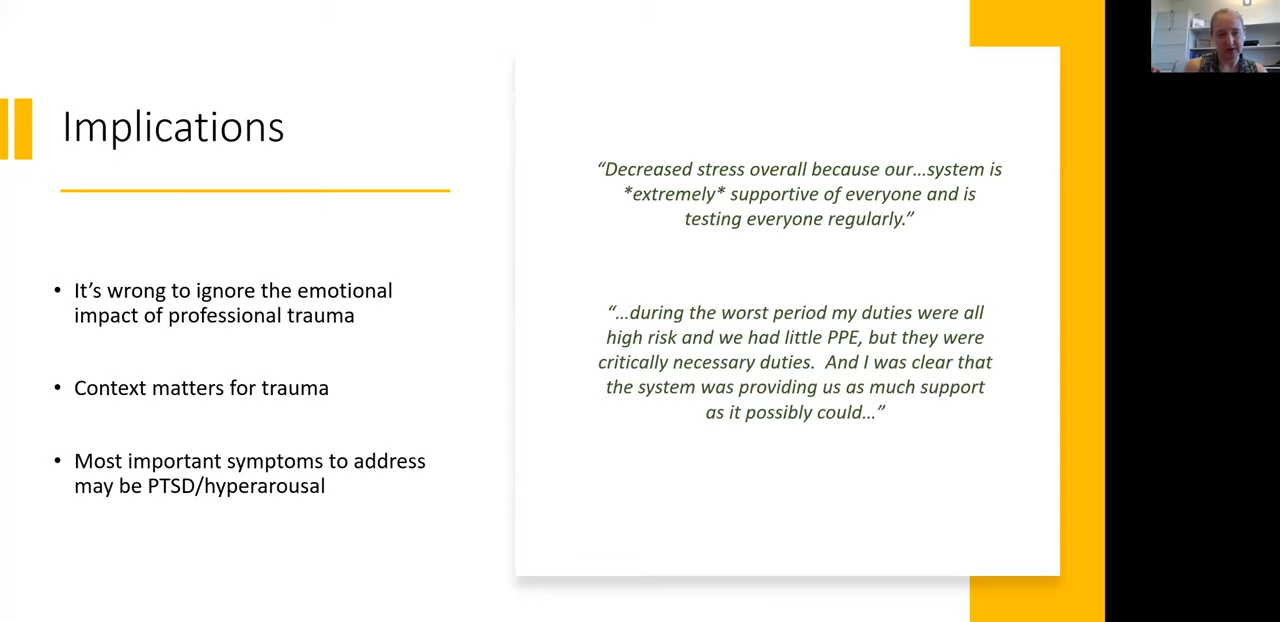 Implications
• It’s wrong to ignore the emotional
impact of professional trauma
• Context matters for trauma
• Most important symptoms to address
may be PTSD/hyperarousal
“Decreased stress overall because our...system is
*extremely* supportive of everyone and is
testing everyone regularly.”
“...during the worst period my duties were all
high risk and we had little PPE, but they were
critically necessary duties.  And I was clear that
the system was providing us as much support
as it possibly could...”